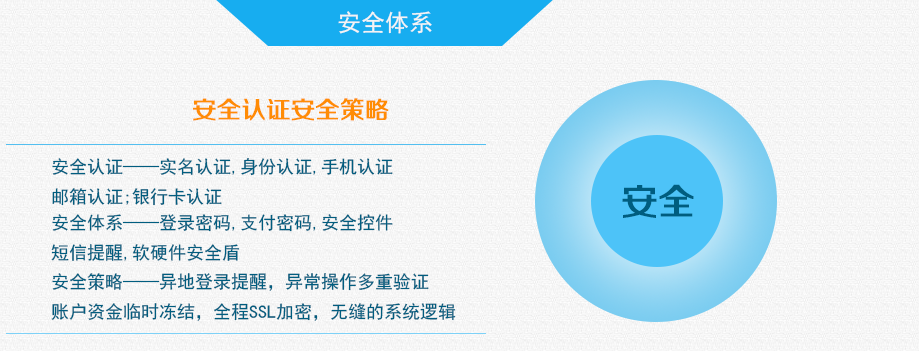 安全体系
安全认证安全策略
安全认证——实名认证,身份认证,手机认证
邮箱认证;银行卡认证
安全体系——登录密码,支付密码,安全控件
短信提醒,软硬件安全盾
安全策略——异地登录提醒，异常操作多重验证
账户资金临时冻结，全程SSL加密，无缝的系统逻辑
安全